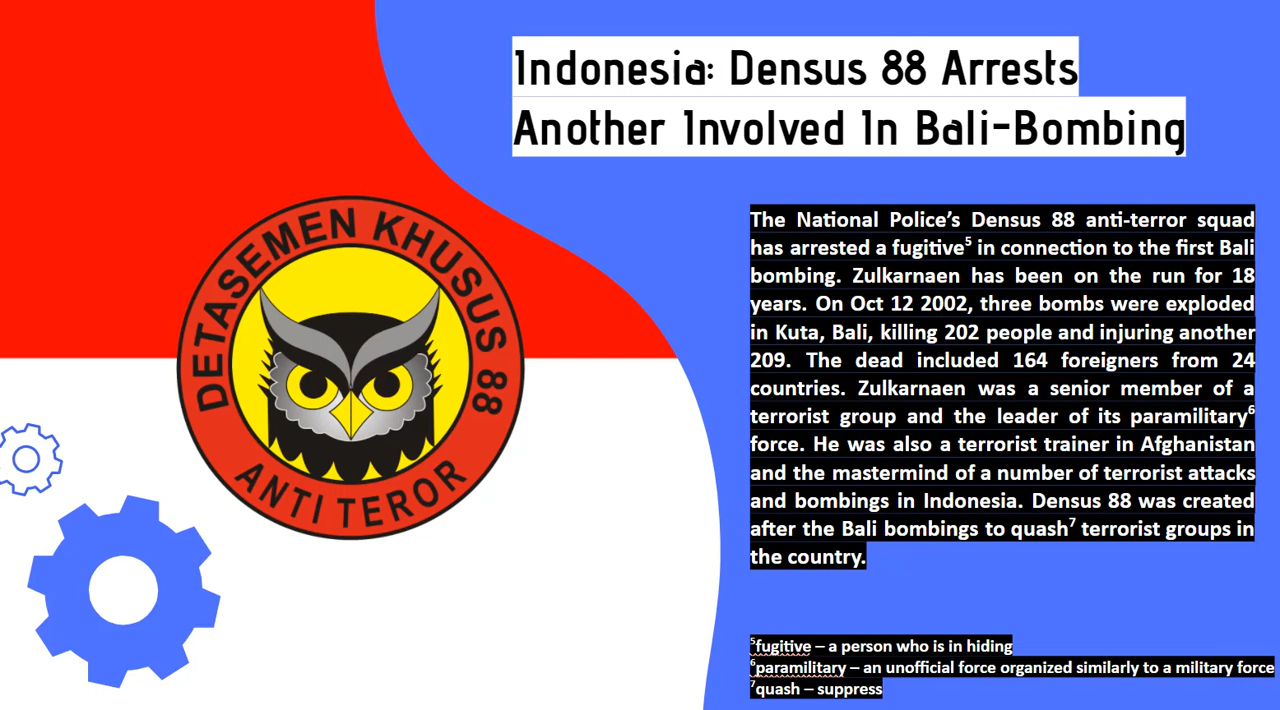 Indonesia: Densus 88 Arrests
Another Involved In Bali-Bombing
DETASEMEN KHUSUS 88
ANTI TEROR
The National Police’s Densus 88 anti-terror squad
has arrested a fugitive⁵ in connection to the first Bali
bombing. Zulkarnaen has been on the run for 18
years. On Oct 12 2002, three bombs were exploded
in Kuta, Bali, killing 202 people and injuring another
209. The dead included 164 foreigners from 24
countries. Zulkarnaen was a senior member of a
terrorist group and the leader of its paramilitary⁶
force. He was also a terrorist trainer in Afghanistan
and the mastermind of a number of terrorist attacks
and bombings in Indonesia. Densus 88 was created
after the Bali bombings to quash⁷ terrorist groups in
the country.
⁵fugitive – a person who is in hiding
⁶paramilitary – an unofficial force organized similarly to a military force
⁷quash – suppress